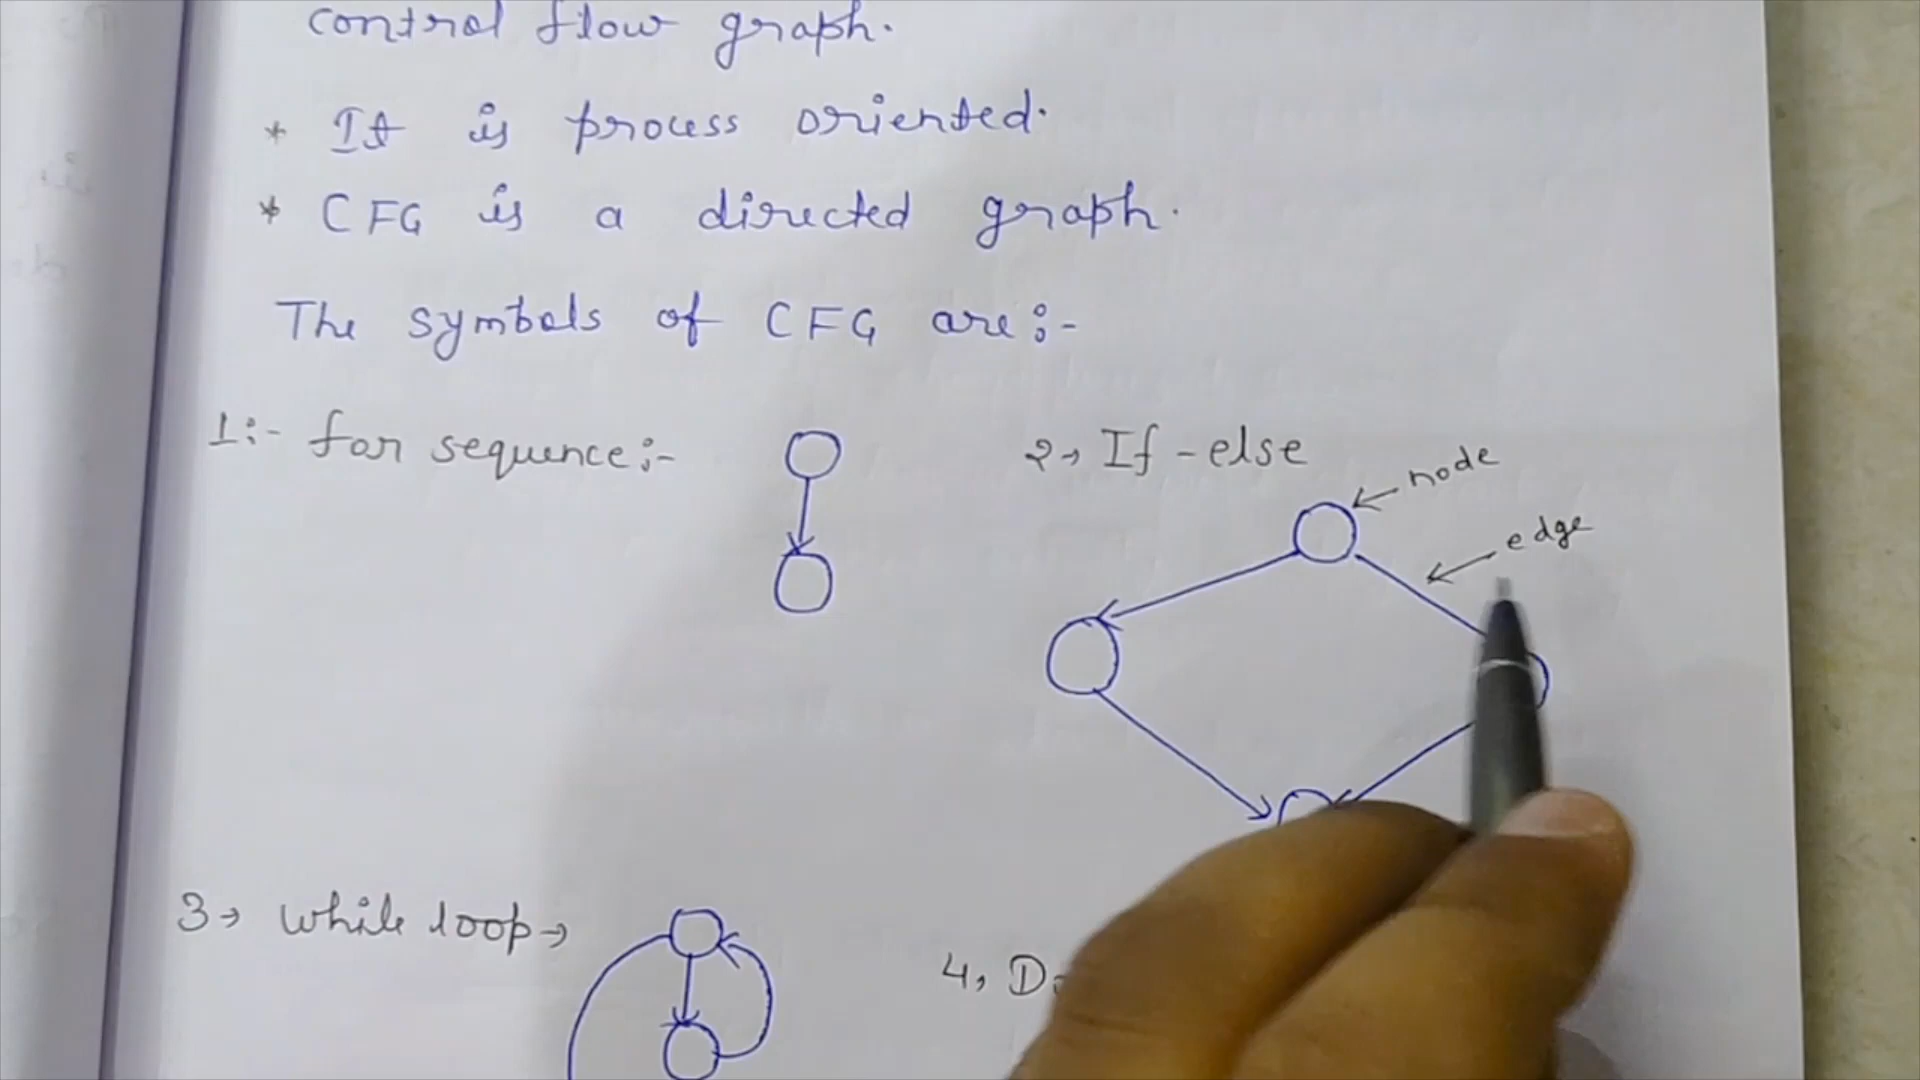 control flow graph.
* It is process oriented.
* CFG is a directed graph.
The symbols of CFG are :-
1:- for sequence :-
2→ If - else
node
edge
3→ while loop →
4,